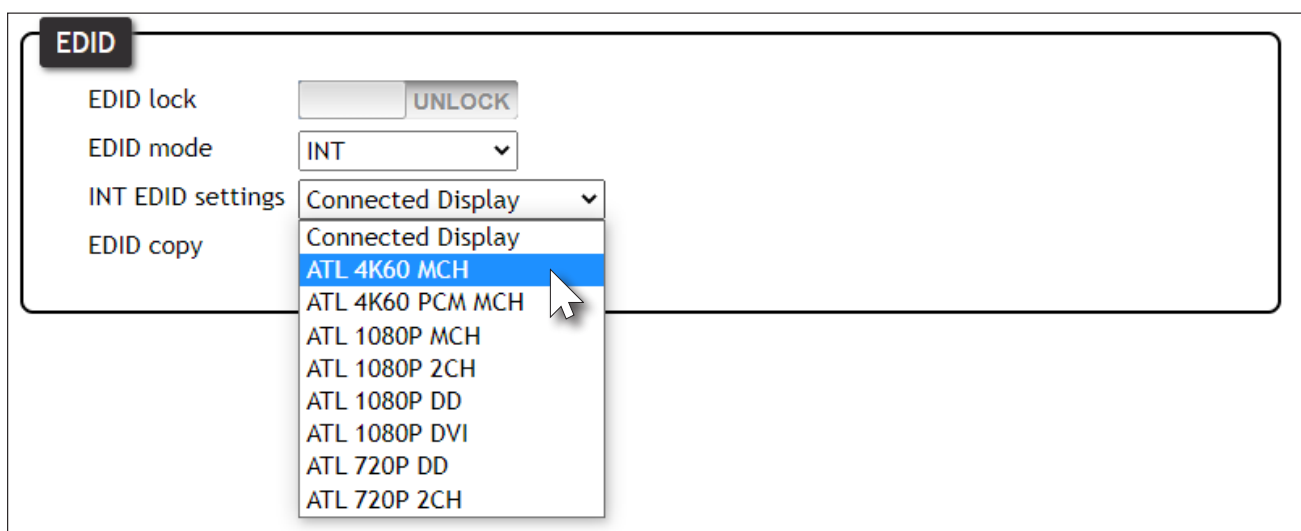 EDID
EDID lock UNLOCK
EDID mode INT
INT EDID settings Connected Display
EDID copy
Connected Display
ATL 4K60 MCH
ATL 4K60 PCM MCH
ATL 1080P MCH
ATL 1080P 2CH
ATL 1080P DD
ATL 1080P DVI
ATL 720P DD
ATL 720P 2CH